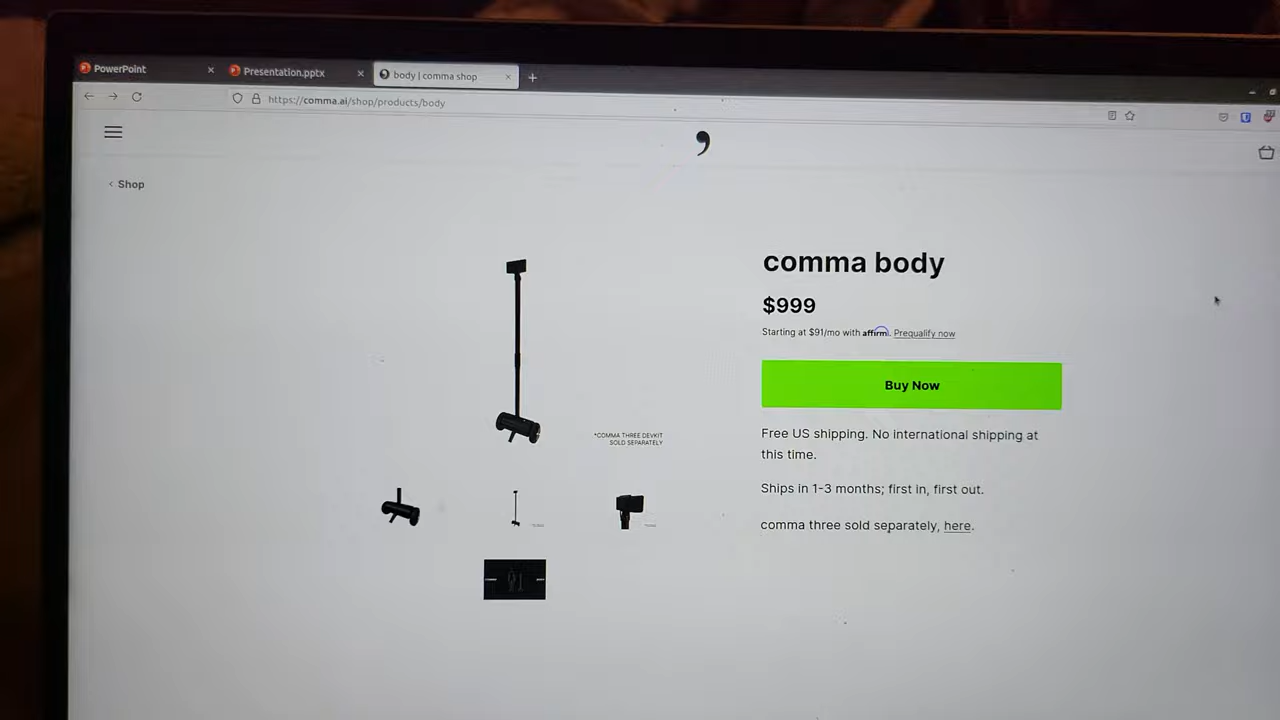 PowerPoint
Presentation.pptx
body | comma shop
https://comma.ai/shop/products/body
Shop
comma body
$999
Starting at $91/mo with affirm. Prequalify now
Buy Now
*COMMA THREE DEVKIT
SOLD SEPARATELY
Free US shipping. No international shipping at
this time.
Ships in 1-3 months; first in, first out.
comma three sold separately, here.